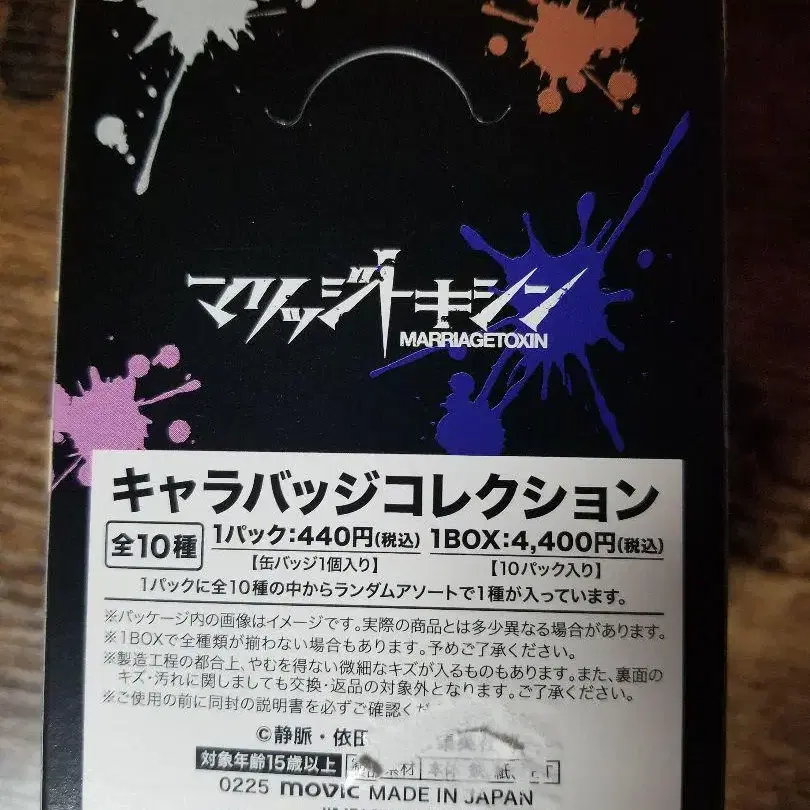 マリッジトキシン
MARRIAGETOXIN
キャラバッジコレクション
全10種 1パック:440円(税込) 1BOX:4,400円(税込)
【缶バッジ1個入り】 【10パック入り】
1パックに全10種の中からランダムアソートで1種が入っています。
※パッケージ内の画像はイメージです。実際の商品とは多少異なる場合があります。
※1BOXで全種類が揃わない場合もあります。予めご了承ください。
※製造工程の都合上、やむを得ない微細なキズが入るものもあります。また、裏面の
キズ・汚れに関しましても交換・返品の対象外となります。ご了承ください。
※ご使用の前に同封の説明書を必ずご確認くだ
©静脈・依田
対象年齢15歳以上 素材 本体 紙
0225 movic MADE IN JAPAN